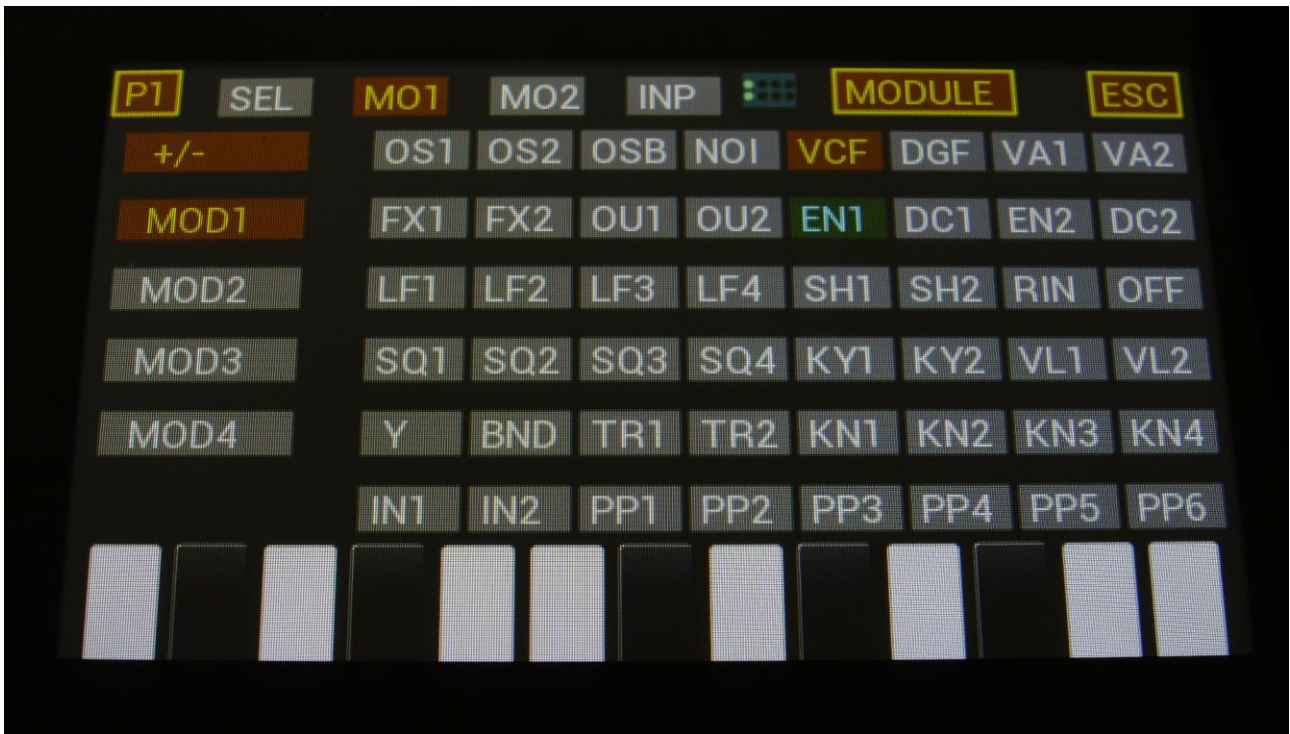 P1 SEL MO1 MO2 INP MODULE ESC
+/- OS1 OS2 OSB NOI VCF DGF VA1 VA2
MOD1 FX1 FX2 OU1 OU2 EN1 DC1 EN2 DC2
MOD2 LF1 LF2 LF3 LF4 SH1 SH2 RIN OFF
MOD3 SQ1 SQ2 SQ3 SQ4 KY1 KY2 VL1 VL2
MOD4 Y BND TR1 TR2 KN1 KN2 KN3 KN4
IN1 IN2 PP1 PP2 PP3 PP4 PP5 PP6